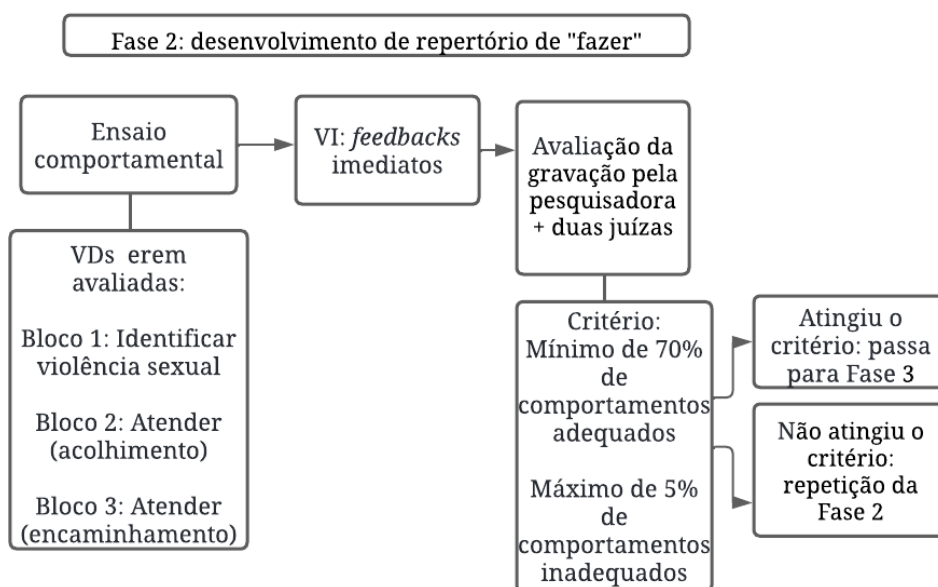 Fase 2: desenvolvimento de repertório de "fazer"
Ensaio
comportamental
VI: feedbacks
imediatos
Avaliação da
gravação pela
pesquisadora
+ duas juízas
VDs erem
avaliadas:
Bloco 1: Identificar
violência sexual
Bloco 2: Atender
(acolhimento)
Bloco 3: Atender
(encaminhamento)
Critério:
Mínimo de 70%
de
comportamentos
adequados
Máximo de 5%
de
comportamentos
inadequados
Atingiu o
critério: passa
para Fase 3
Não atingiu o
critério:
repetição da
Fase 2